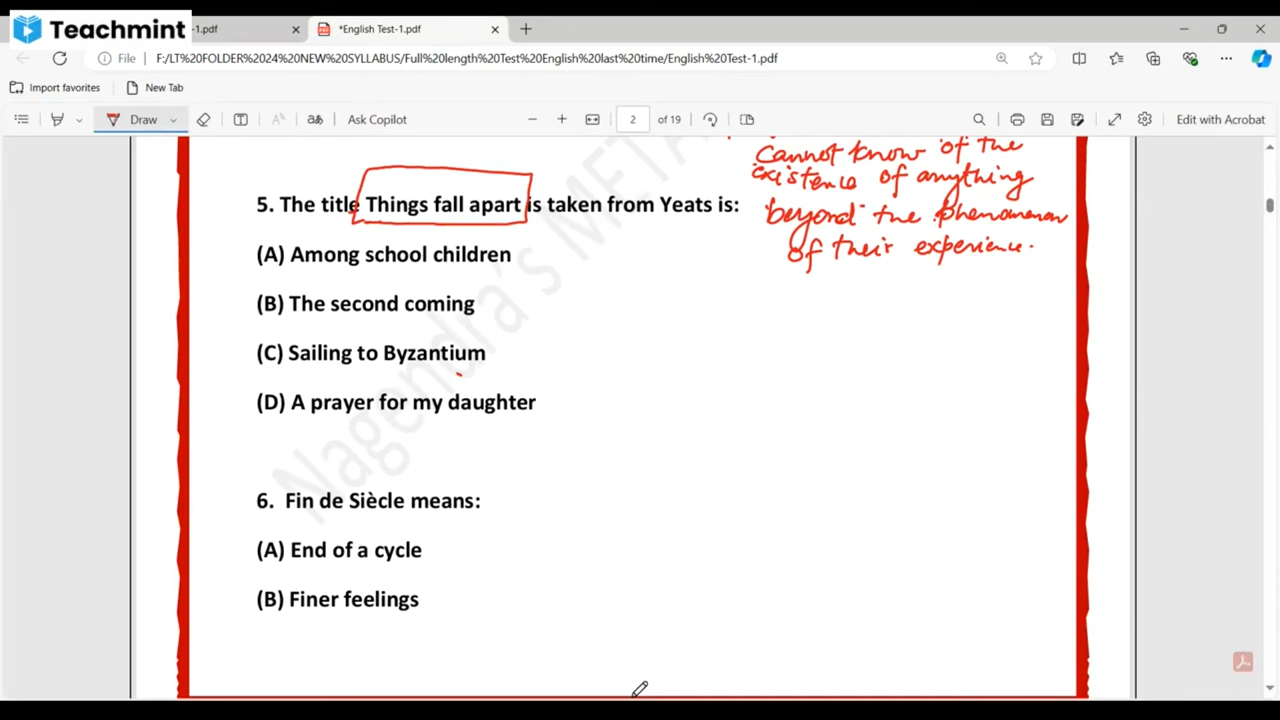 Teachmint
-1.pdf
*English Test-1.pdf
File
F:/LT%20FOLDER%202024%20NEW%20SYLLABUS/Full%20length%20Test%20English%20last%20time/English%20Test-1.pdf
Import favorites
New Tab
Draw
Ask Copilot
2
of 19
Edit with Acrobat
cannot know of the
existence of anything
beyond the phenomenon
of their experience.
5. The title Things fall apart is taken from Yeats is:
(A) Among school children
(B) The second coming
(C) Sailing to Byzantium
(D) A prayer for my daughter
6. Fin de Siècle means:
(A) End of a cycle
(B) Finer feelings
Nagendra's META